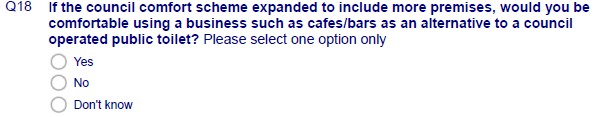 Q18 If the council comfort scheme expanded to include more premises, would you be
comfortable using a business such as cafes/bars as an alternative to a council
operated public toilet? Please select one option only
Yes
No
Don't know